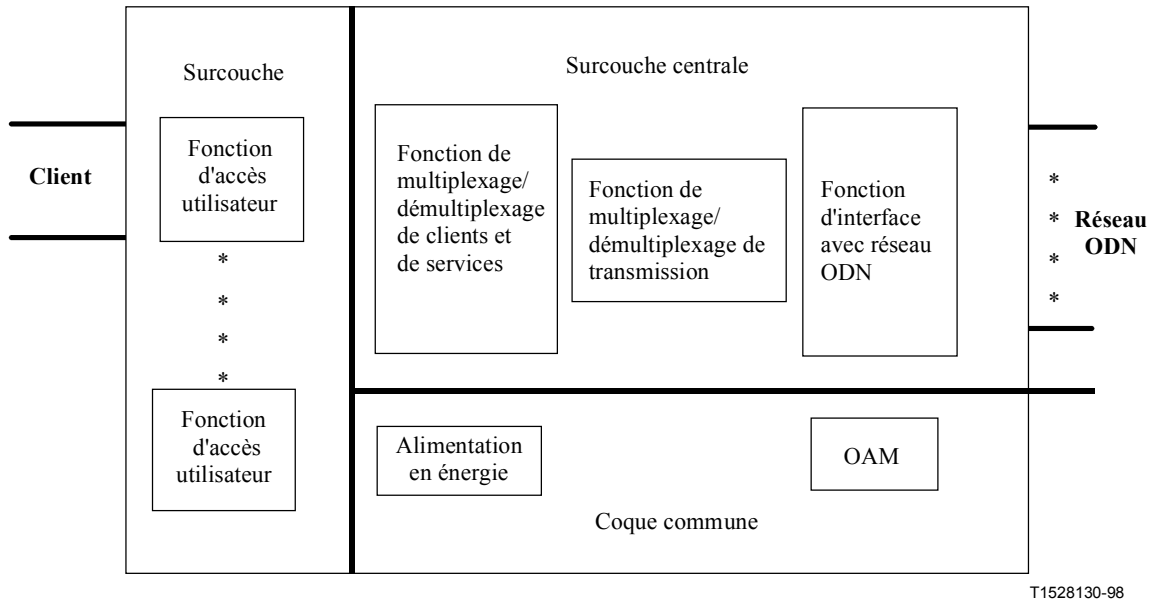 Surcouche
Surcouche centrale
Client
Fonction
d'accès
utilisateur
*
*
*
*
Fonction
d'accès
utilisateur
Fonction de
multiplexage/
démultiplexage
de clients et
de services
Fonction de
multiplexage/
démultiplexage de
transmission
Fonction
d'interface
avec réseau
ODN
*
*
*
*
Réseau
ODN
Alimentation
en énergie
OAM
Coque commune
T1528130-98